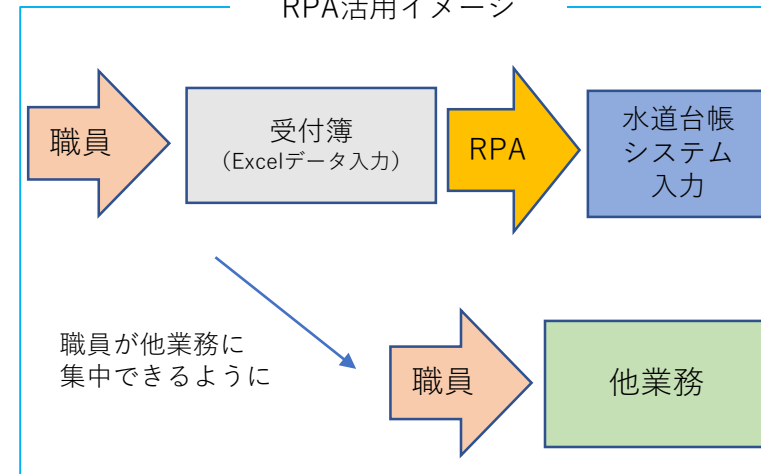 RPA活用イメージ
職員
受付簿
（Excelデータ入力）
RPA
水道台帳
システム
入力
職員が他業務に
集中できるように
職員
他業務